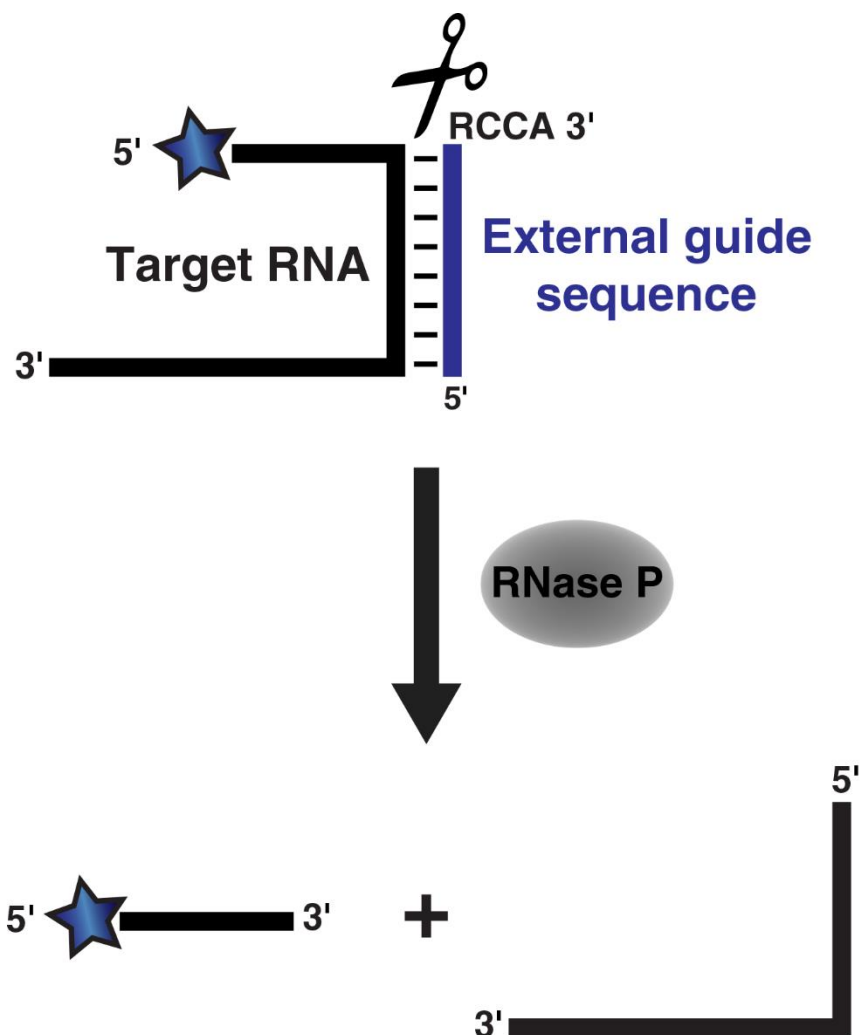 RCCA 3'
5'
Target RNA
External guide
sequence
3'
5'
RNase P
5'
5'
3'
+
3'